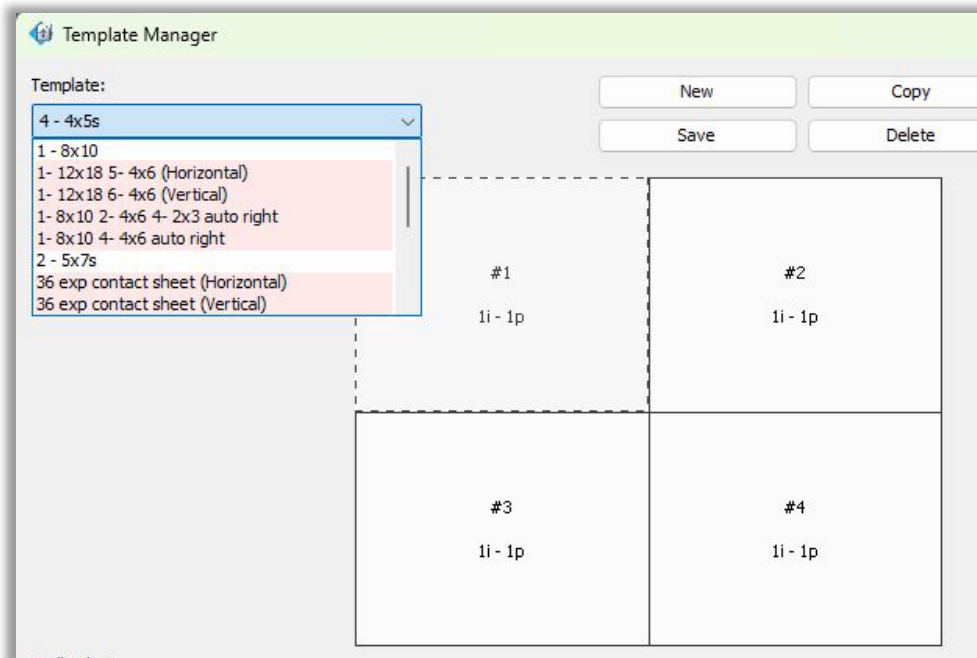 Template Manager
Template:
New
Copy
4 - 4x5s
Save
Delete
1 - 8x10
1- 12x18 5- 4x6 (Horizontal)
1- 12x18 6- 4x6 (Vertical)
1- 8x10 2- 4x6 4- 2x3 auto right
1- 8x10 4- 4x6 auto right
2 - 5x7s
36 exp contact sheet (Horizontal)
36 exp contact sheet (Vertical)
#1
#2
1i - 1p
1i - 1p
#3
#4
1i - 1p
1i - 1p